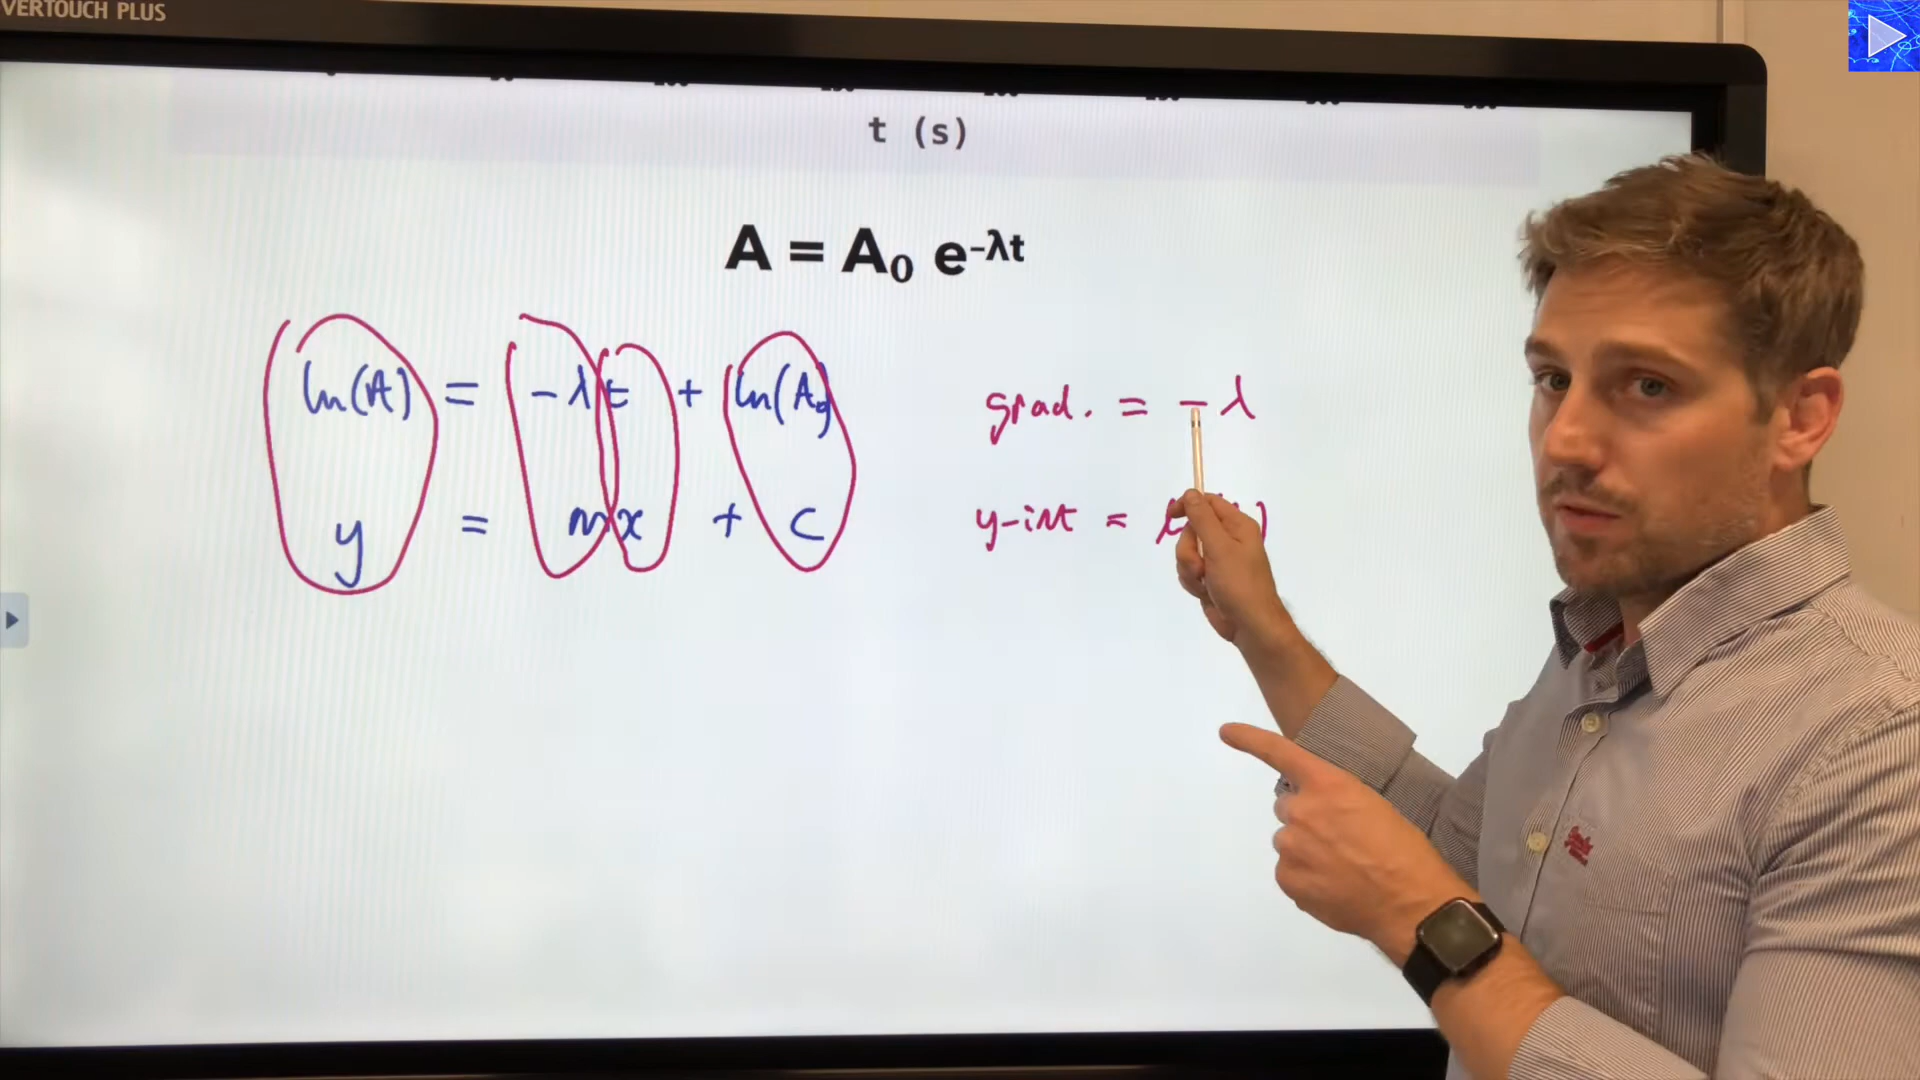 VERTOUCH PLUS
t (s)
A = A₀ e^-λt
ln(A) = -λt + ln(A₀)
y = mx + c
grad. = -λ
y-int =